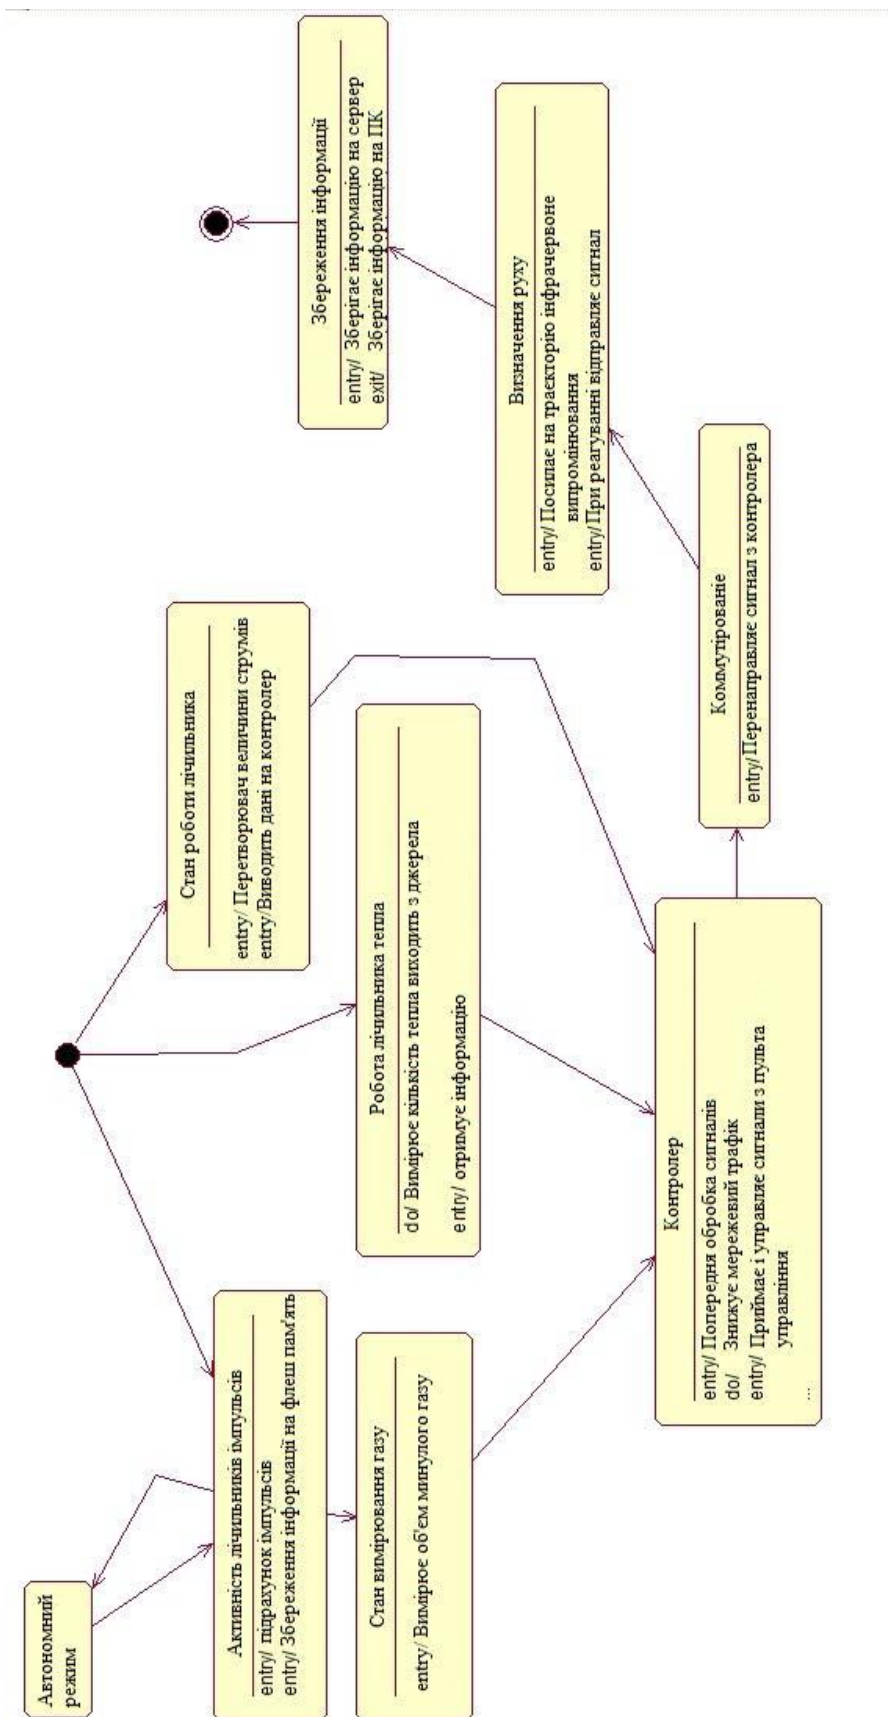 Автономний
режим
Активність лічильників імпульсів
entry/ підрахунок імпульсів
entry/ Збереження інформації на флеш пам'ять
Стан вимірювання газу
entry/ Вимірює об'єм минулого газу
Стан роботи лічильника
entry/ Перетворювач величини струмів
entry/Виводить дані на контролер
Робота лічильника тепла
do/ Вимірює кількість тепла виходить з джерела
entry/ отримує інформацію
Контролер
entry/ Попередня обробка сигналів
do/ Знижує мережевий трафік
entry/ Приймає і управляє сигнали з пульта
управління
...
Коммутірованіе
entry/ Перенаправляє сигнал з контролера
Визначення руху
entry/ Посилає на траєкторію інфрачервоне
випромінювання
entry/ При реагуванні відправляє сигнал
Збереження інформації
entry/ Зберігає інформацію на сервер
exit/ Зберігає інформацію на ПК